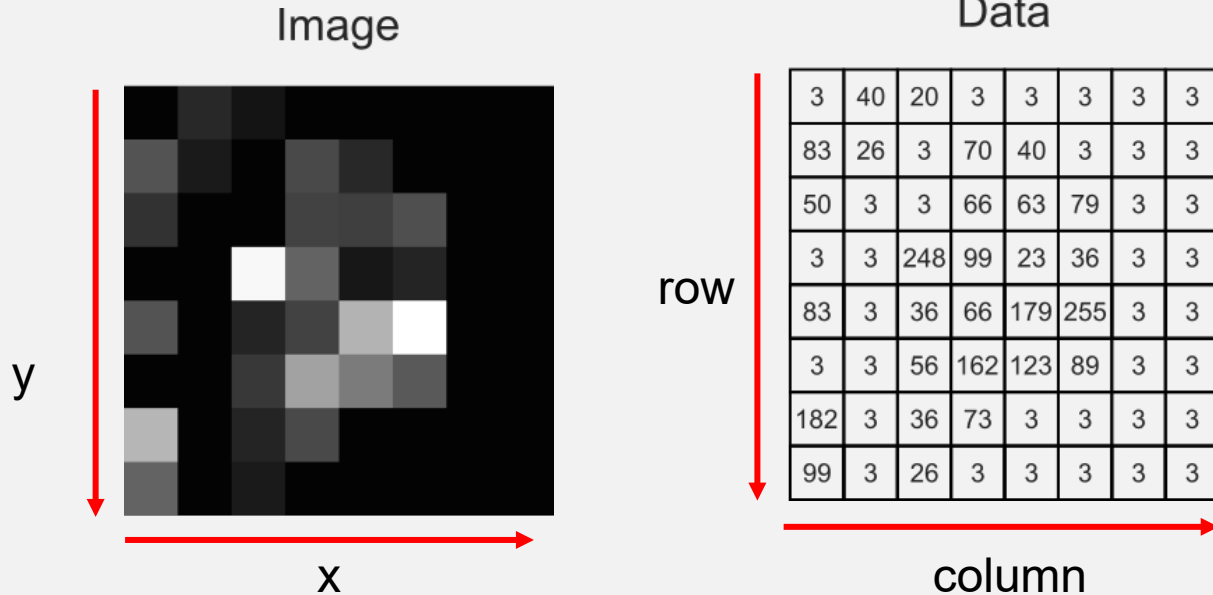 Image
Data
3 40 20 3 3 3 3 3
83 26 3 70 40 3 3 3
50 3 3 66 63 79 3 3
3 3 248 99 23 36 3 3
83 3 36 66 179 255 3 3
3 3 56 162 123 89 3 3
182 3 36 73 3 3 3 3
99 3 26 3 3 3 3 3
row
y
x
column